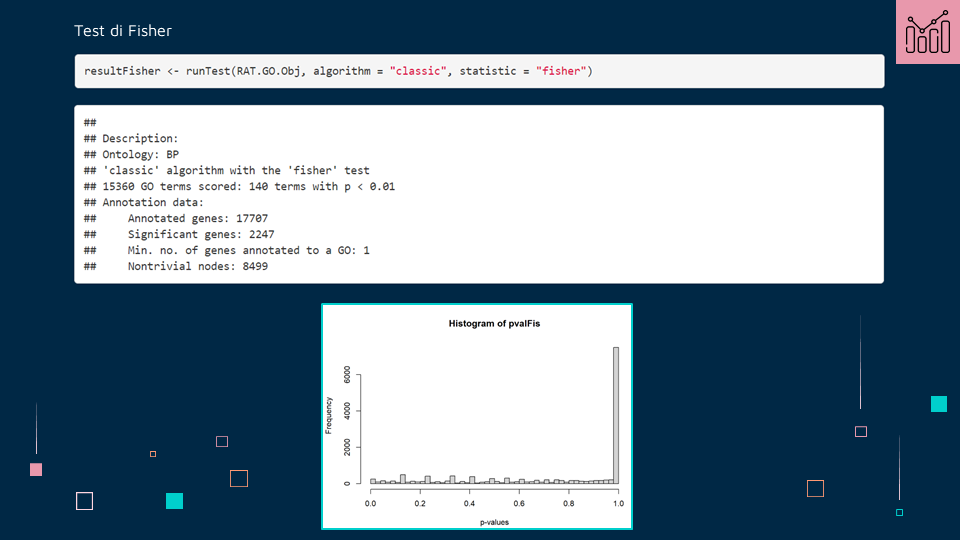 Test di Fisher
resultFisher <- runTest(RAT.GO.Obj, algorithm = "classic", statistic = "fisher")
##
## Description:
## Ontology: BP
## 'classic' algorithm with the 'fisher' test
## 15360 GO terms scored: 140 terms with p < 0.01
## Annotation data:
##     Annotated genes: 17707
##     Significant genes: 2247
##     Min. no. of genes annotated to a GO: 1
##     Nontrivial nodes: 8499
Histogram of pvalFis
Frequency
6000
4000
2000
0
0.0 0.2 0.4 0.6 0.8 1.0
p-values